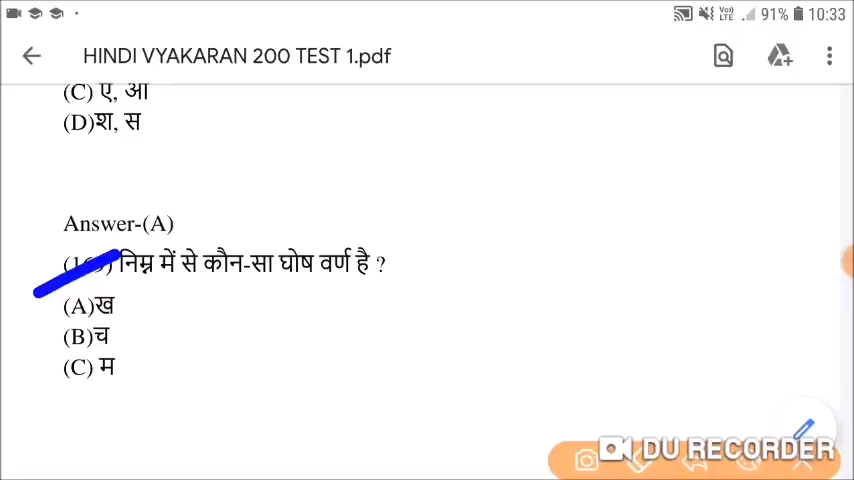 91% 10:33
HINDI VYAKARAN 200 TEST 1.pdf
(C) ए, आ
(D)श, स
Answer-(A)
निम्न में से कौन-सा घोष वर्ण है ?
(A)ख
(B)च
(C) म
DU RECORDER